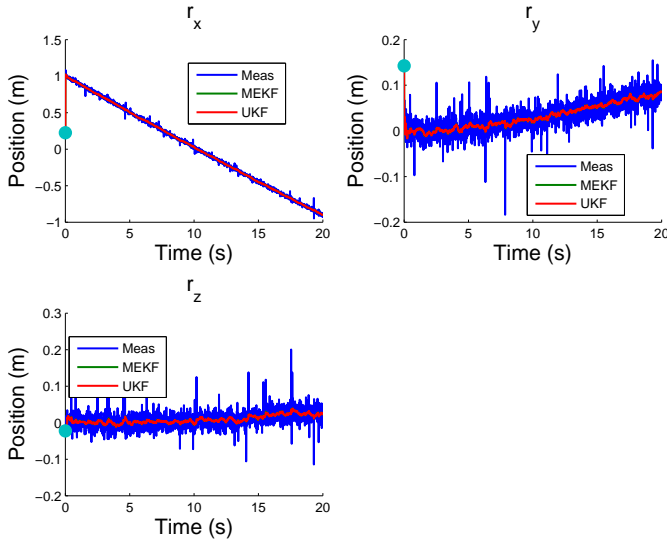 r_x
1.5
1
0.5
0
−0.5
−1
Position (m)
Meas
MEKF
UKF
0 5 10 15 20
Time (s)
r_y
0.2
0.1
0
−0.1
−0.2
Position (m)
Meas
MEKF
UKF
0 5 10 15 20
Time (s)
r_z
0.3
0.2
0.1
0
−0.1
−0.2
Position (m)
Meas
MEKF
UKF
0 5 10 15 20
Time (s)